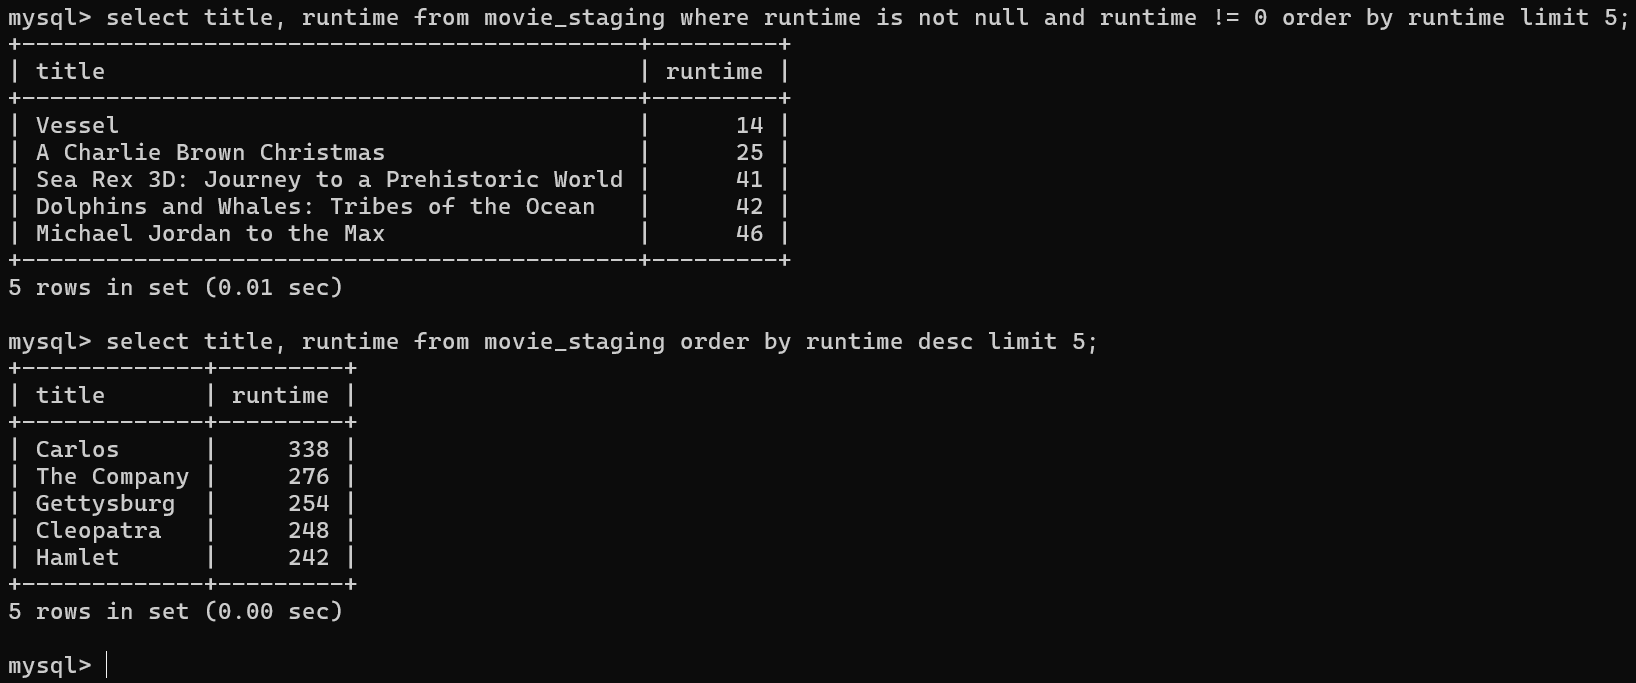 mysql> select title, runtime from movie_staging where runtime is not null and runtime != 0 order by runtime limit 5;
+--------------------------------------------+---------+
| title                                      | runtime |
+--------------------------------------------+---------+
| Vessel                                     |      14 |
| A Charlie Brown Christmas                  |      25 |
| Sea Rex 3D: Journey to a Prehistoric World |      41 |
| Dolphins and Whales: Tribes of the Ocean   |      42 |
| Michael Jordan to the Max                  |      46 |
+--------------------------------------------+---------+
5 rows in set (0.01 sec)

mysql> select title, runtime from movie_staging order by runtime desc limit 5;
+-------------+---------+
| title       | runtime |
+-------------+---------+
| Carlos      |     338 |
| The Company |     276 |
| Gettysburg  |     254 |
| Cleopatra   |     248 |
| Hamlet      |     242 |
+-------------+---------+
5 rows in set (0.00 sec)

mysql>